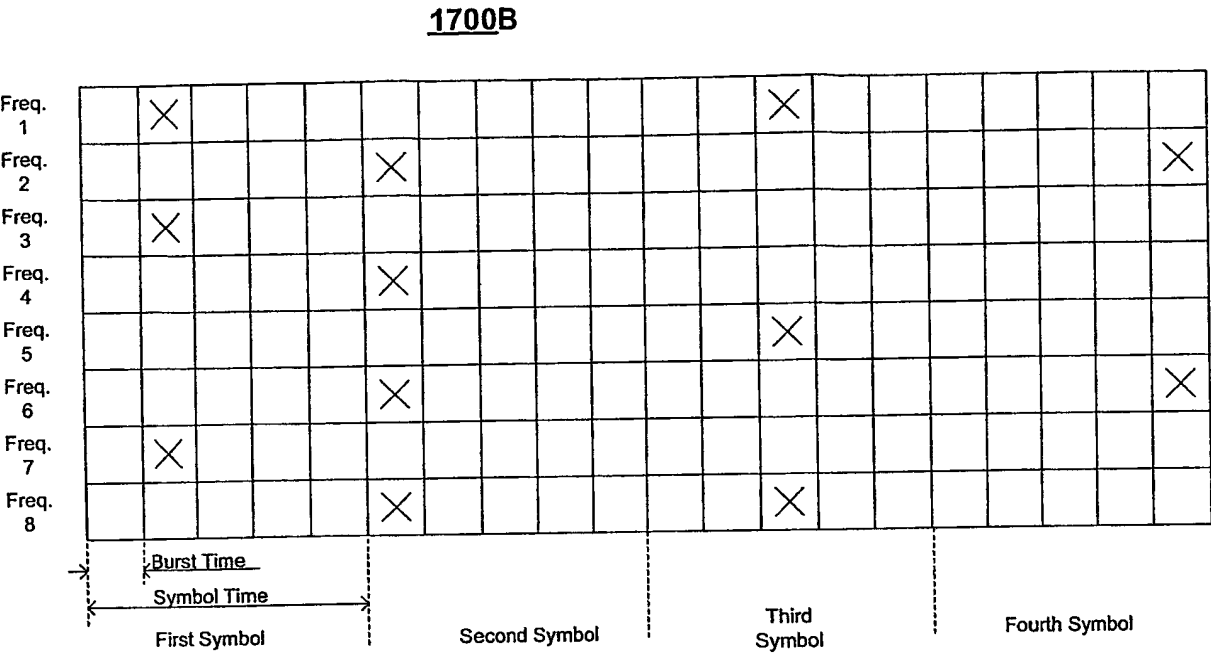 1700B
Freq.
1
Freq.
2
Freq.
3
Freq.
4
Freq.
5
Freq.
6
Freq.
7
Freq.
8
Burst Time
Symbol Time
First Symbol
Second Symbol
Third
Symbol
Fourth Symbol